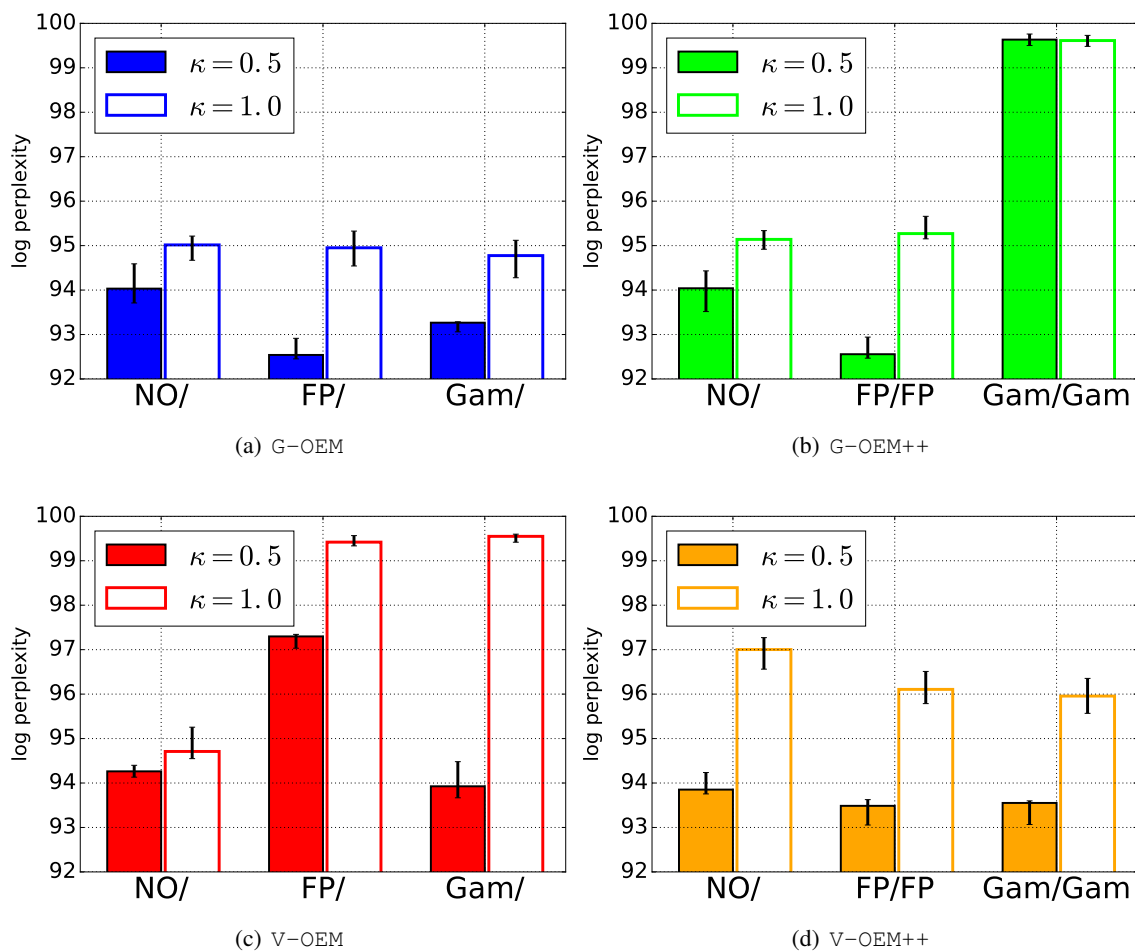 100
99
98
97
96
95
94
93
92
log perplexity
κ = 0.5
κ = 1.0
NO/ FP/ Gam/
(a) G-OEM
100
99
98
97
96
95
94
93
92
log perplexity
κ = 0.5
κ = 1.0
NO/ FP/FP Gam/Gam
(b) G-OEM++
100
99
98
97
96
95
94
93
92
log perplexity
κ = 0.5
κ = 1.0
NO/ FP/ Gam/
(c) V-OEM
100
99
98
97
96
95
94
93
92
log perplexity
κ = 0.5
κ = 1.0
NO/ FP/FP Gam/Gam
(d) V-OEM++